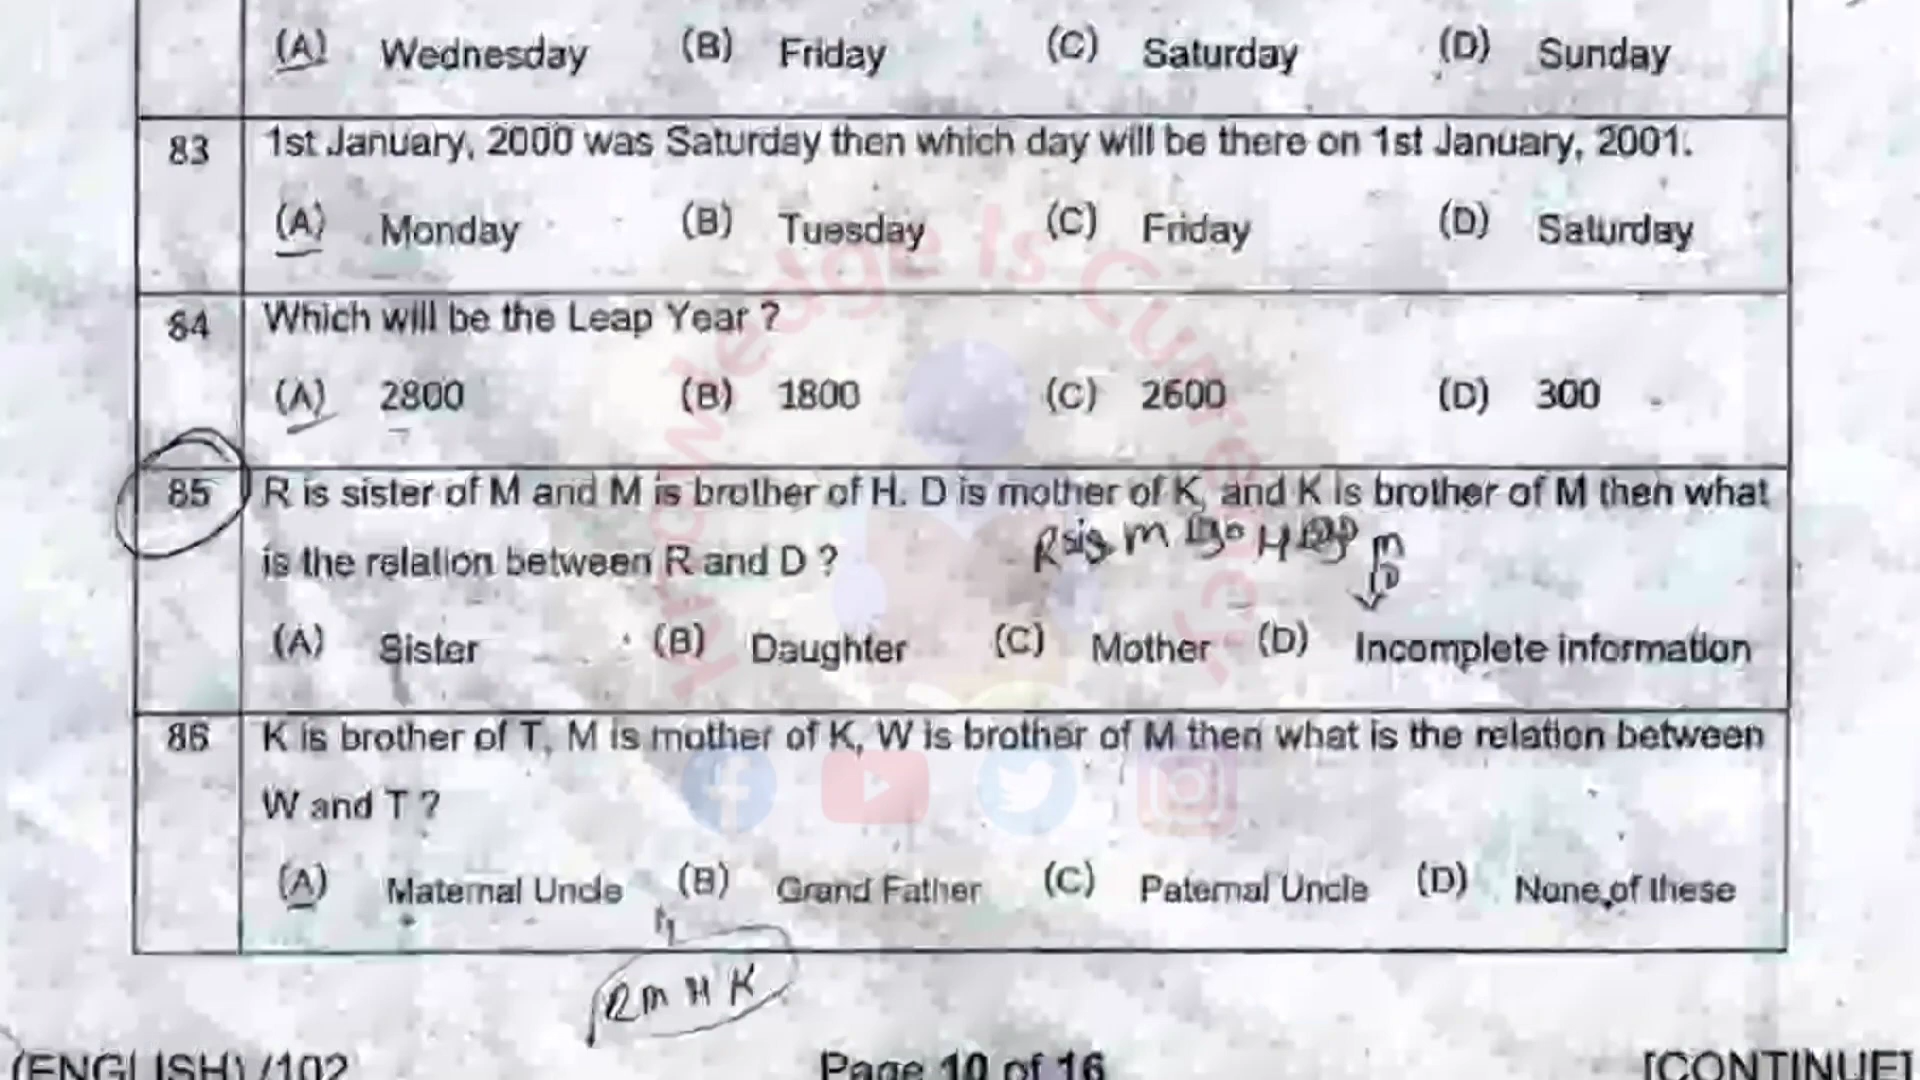 (A) Wednesday (B) Friday (C) Saturday (D) Sunday
83 1st January, 2000 was Saturday then which day will be there on 1st January, 2001.
(A) Monday (B) Tuesday (C) Friday (D) Saturday
84 Which will be the Leap Year ?
(A) 2800 (B) 1800 (C) 2600 (D) 300
85 R is sister of M and M is brother of H. D is mother of K, and K is brother of M then what
is the relation between R and D ?
R sis m Bro H
(A) Sister (B) Daughter (C) Mother (D) Incomplete information
86 K is brother of T, M is mother of K, W is brother of M then what is the relation between
W and T ?
(A) Maternal Uncle (B) Grand Father (C) Paternal Uncle (D) None of these
R M H K
(ENGLISH) /102 Page 10 of 16 [CONTINUE]
Knowledge Is Currency